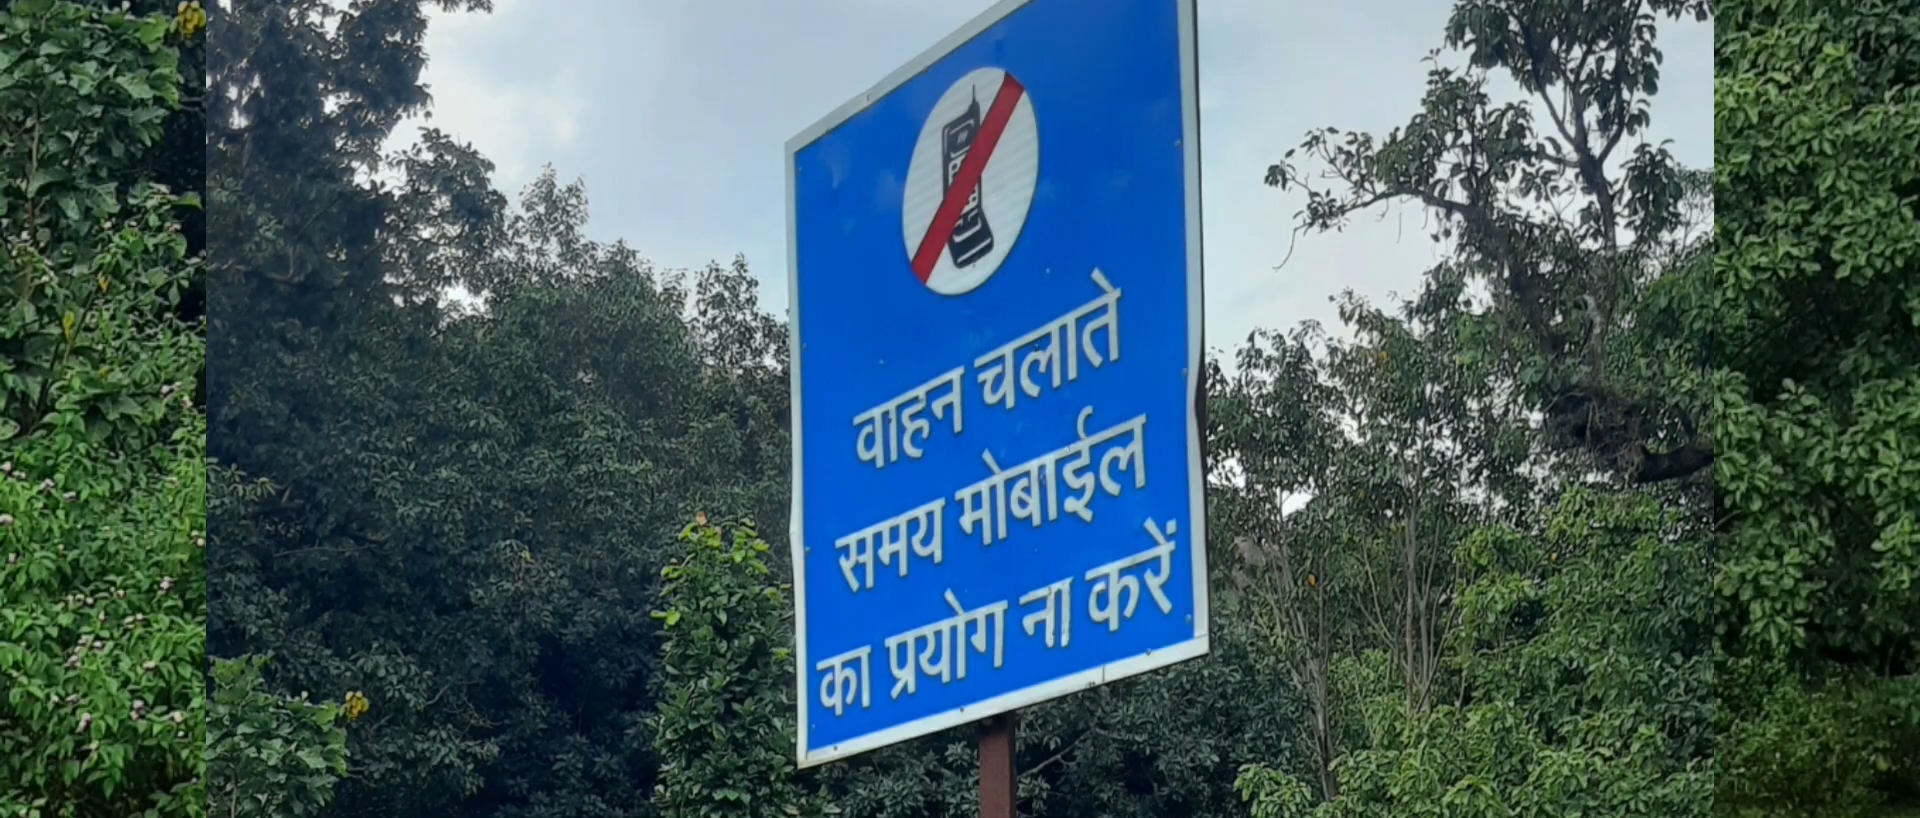 वाहन चलाते
समय मोबाईल
का प्रयोग ना करें